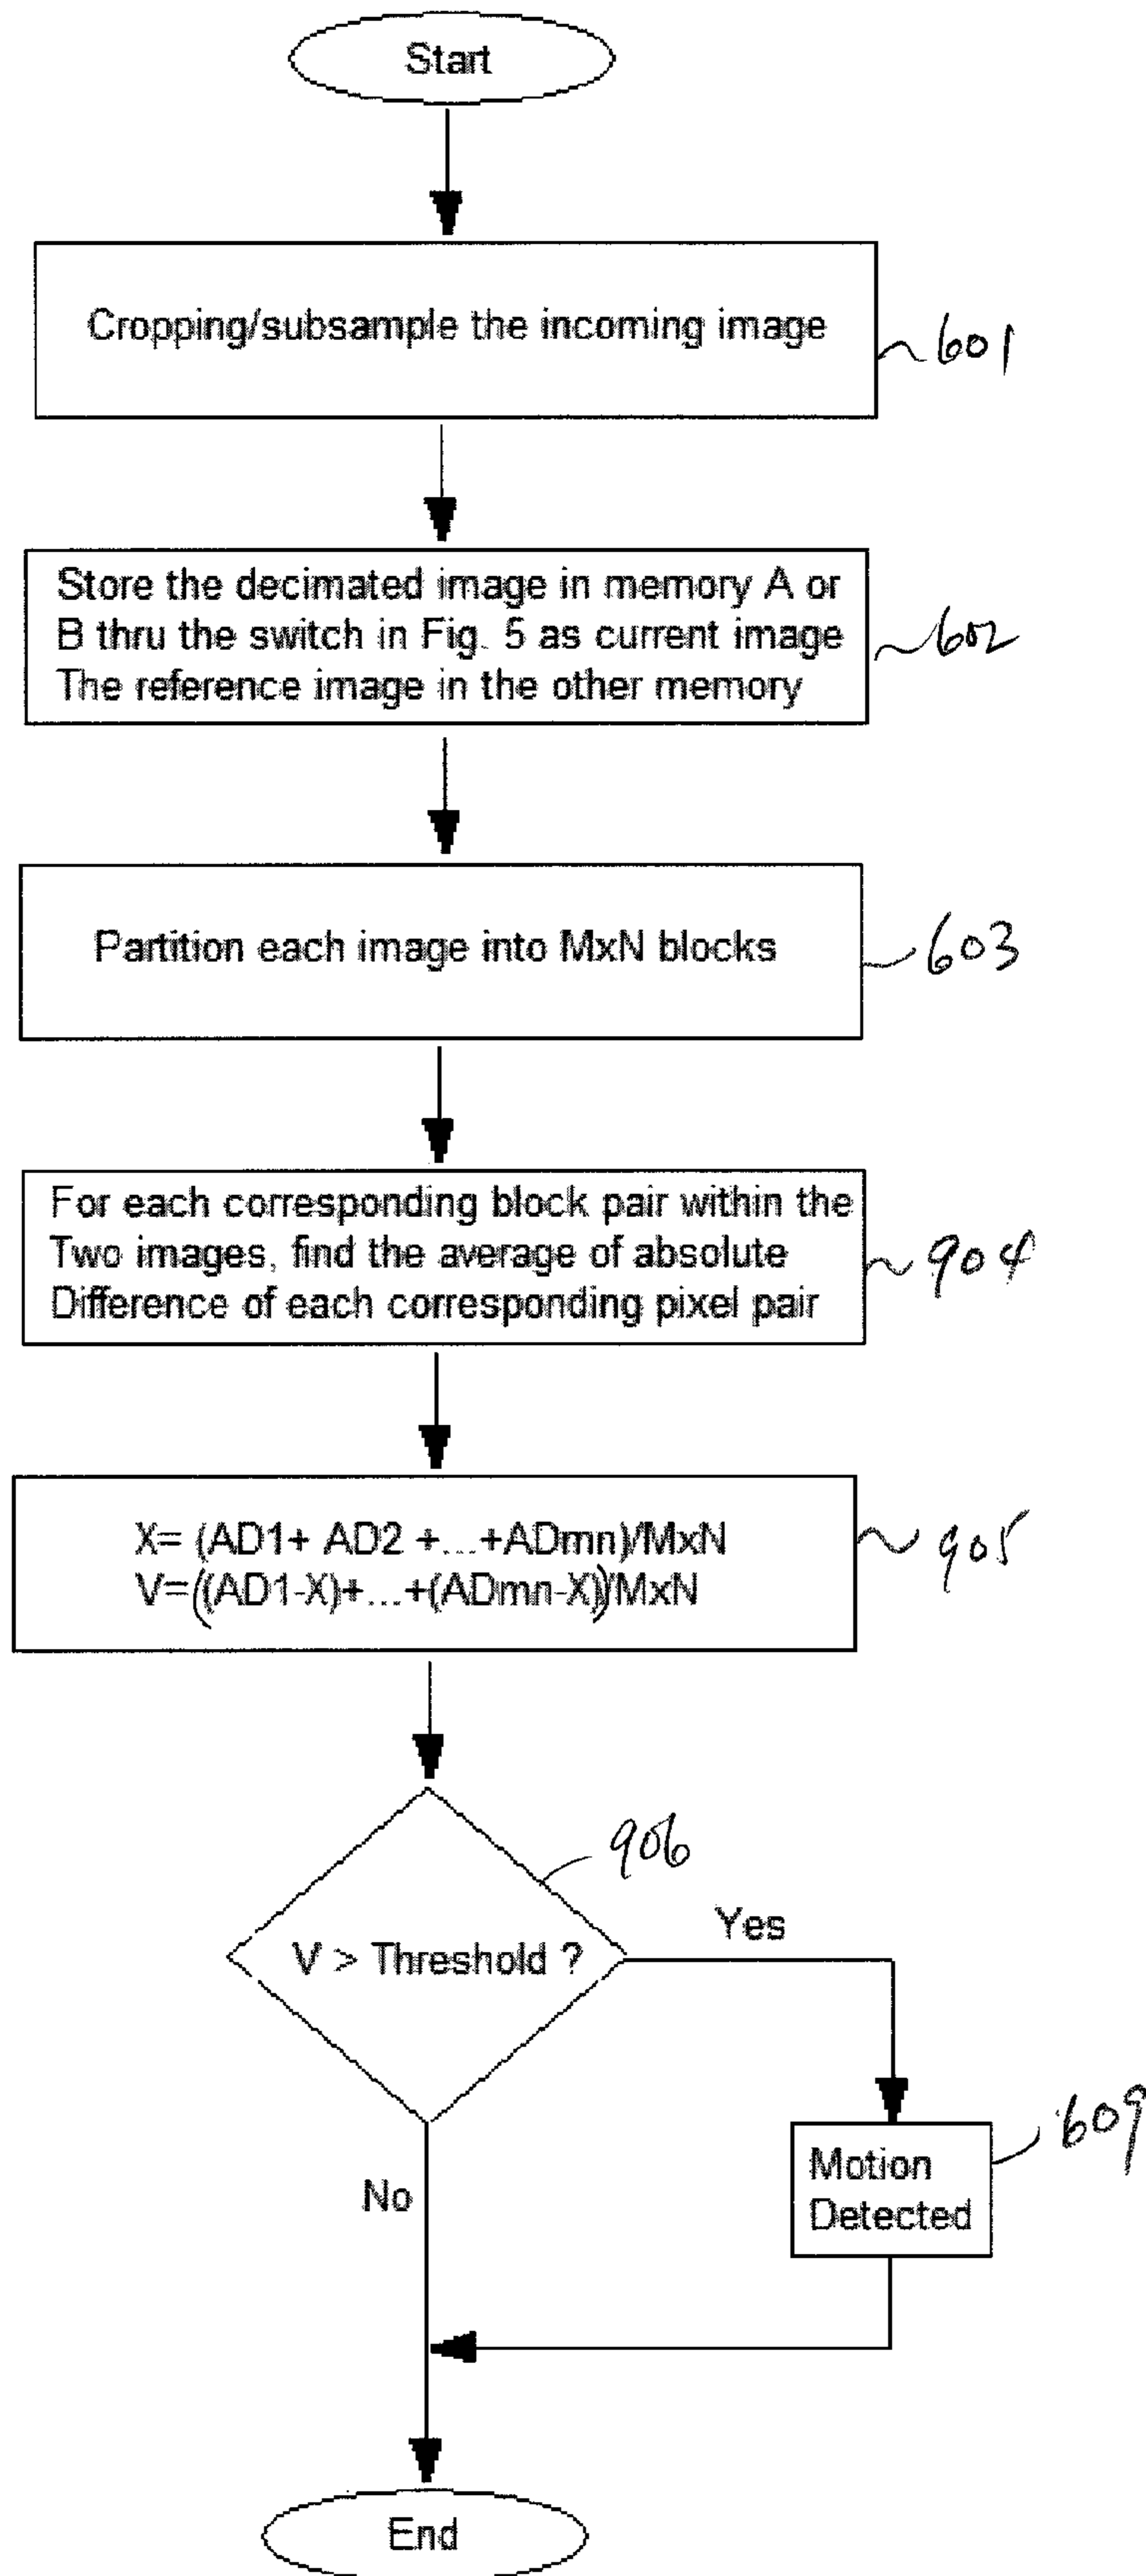 Start
Cropping/subsample the incoming image
601
Store the decimated image in memory A or
B thru the switch in Fig. 5 as current image
The reference image in the other memory
602
Partition each image into MxN blocks
603
For each corresponding block pair within the
Two images, find the average of absolute
Difference of each corresponding pixel pair
904
X= (AD1+ AD2 +...+ADmn)/MxN
V=((AD1-X)+...+(ADmn-X))/MxN
905
906
V > Threshold ?
Yes
No
Motion
Detected
609
End